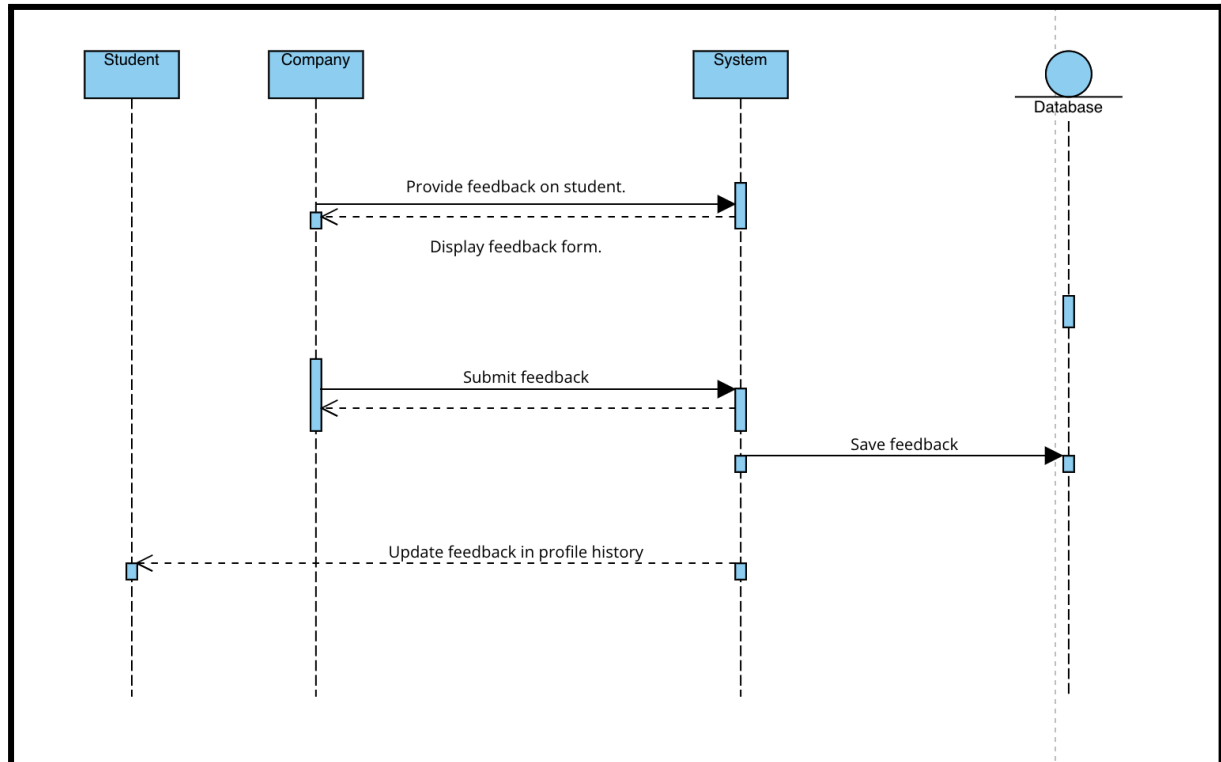 Student
Company
System
Database
Provide feedback on student.
Display feedback form.
Submit feedback
Save feedback
Update feedback in profile history